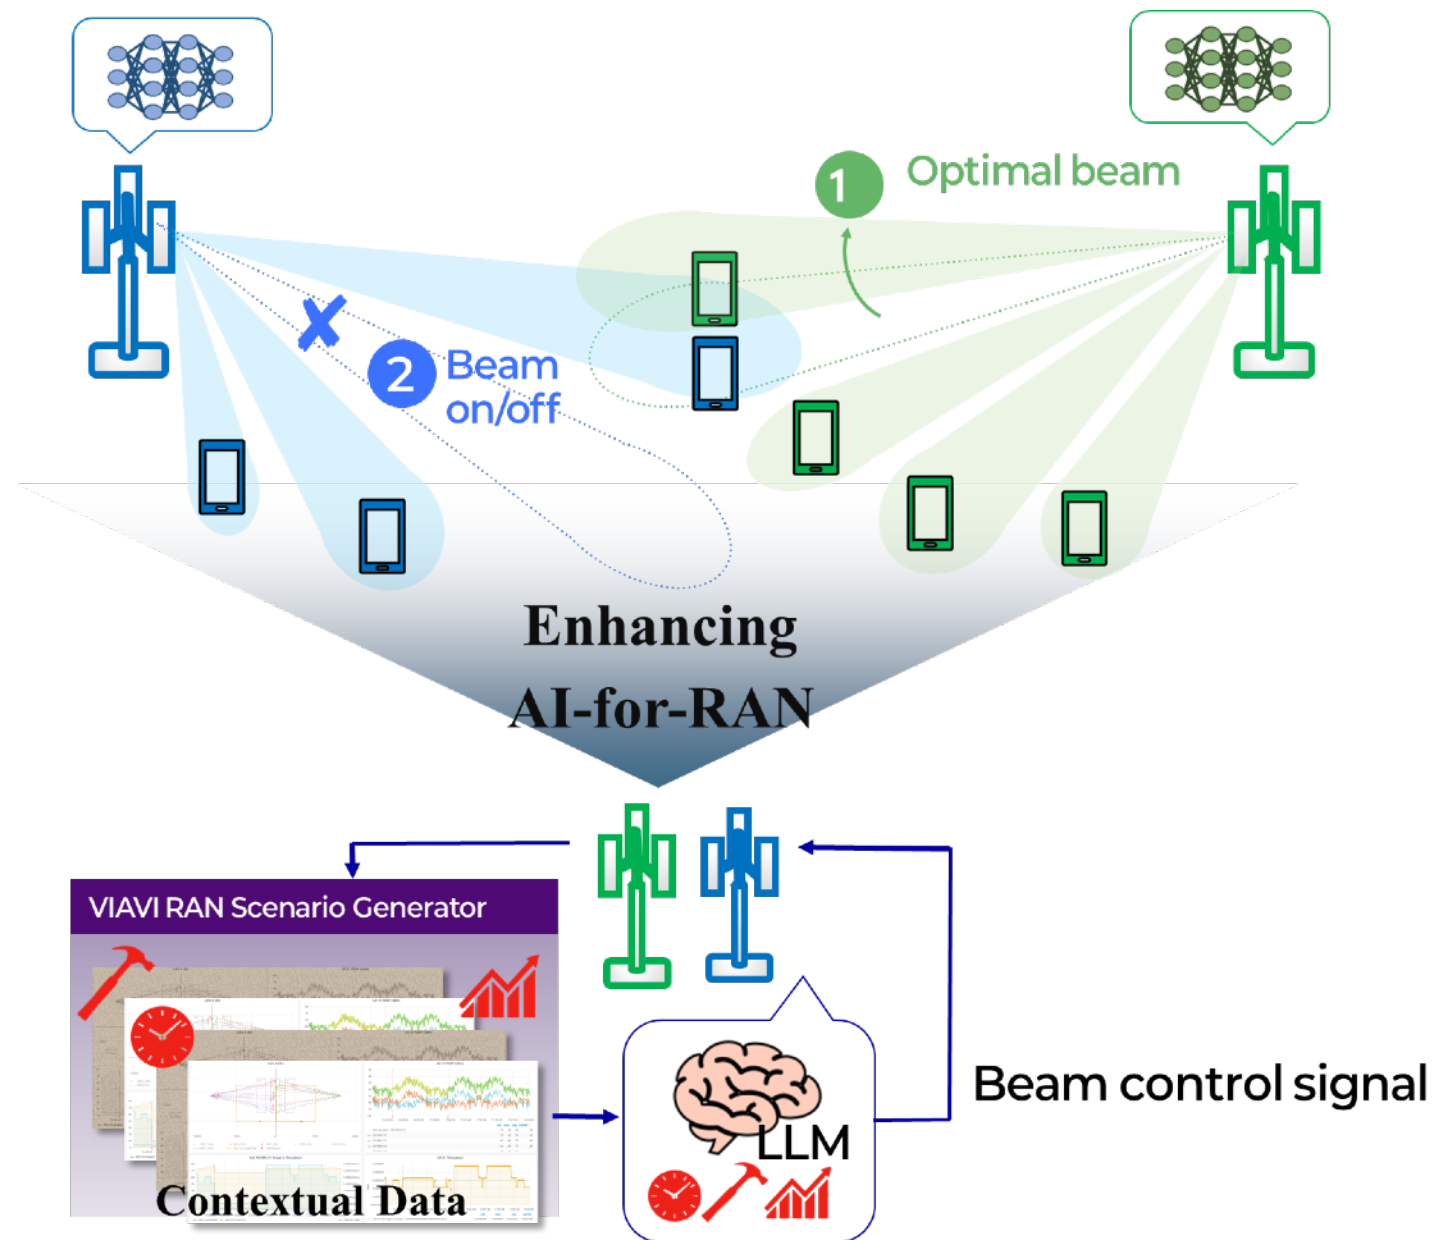 1
Optimal beam
2
Beam
on/off
Enhancing
AI-for-RAN
VIAVI RAN Scenario Generator
LLM
Beam control signal
Contextual Data